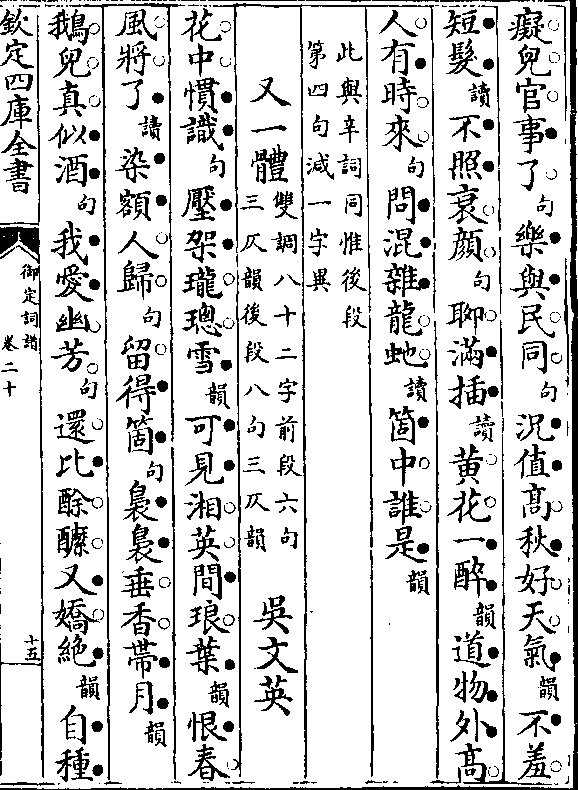 癡兒官事了句樂與民同句況值髙秋好天氣韻不羞
短髮讀不照衰顔句聊滿插讀黄花一醉韻道物外髙
人有時來句問混雜龍虵讀箇中誰是韻
此與辛詞同惟後段
第四句減一字異
又一體雙調八十二字前段六句
三仄韻後段八句三仄韻
吳文英
花中慣識句壓架瓏璁雪韻可見湘英間琅葉韻恨春
風將了讀染額人歸句留得箇句裊裊垂香帶月韻
鵝兒真似酒句我愛幽芳句還比酴醿又嬌絶韻自種
欽定四庫全書
御定詞譜
卷二十
十五